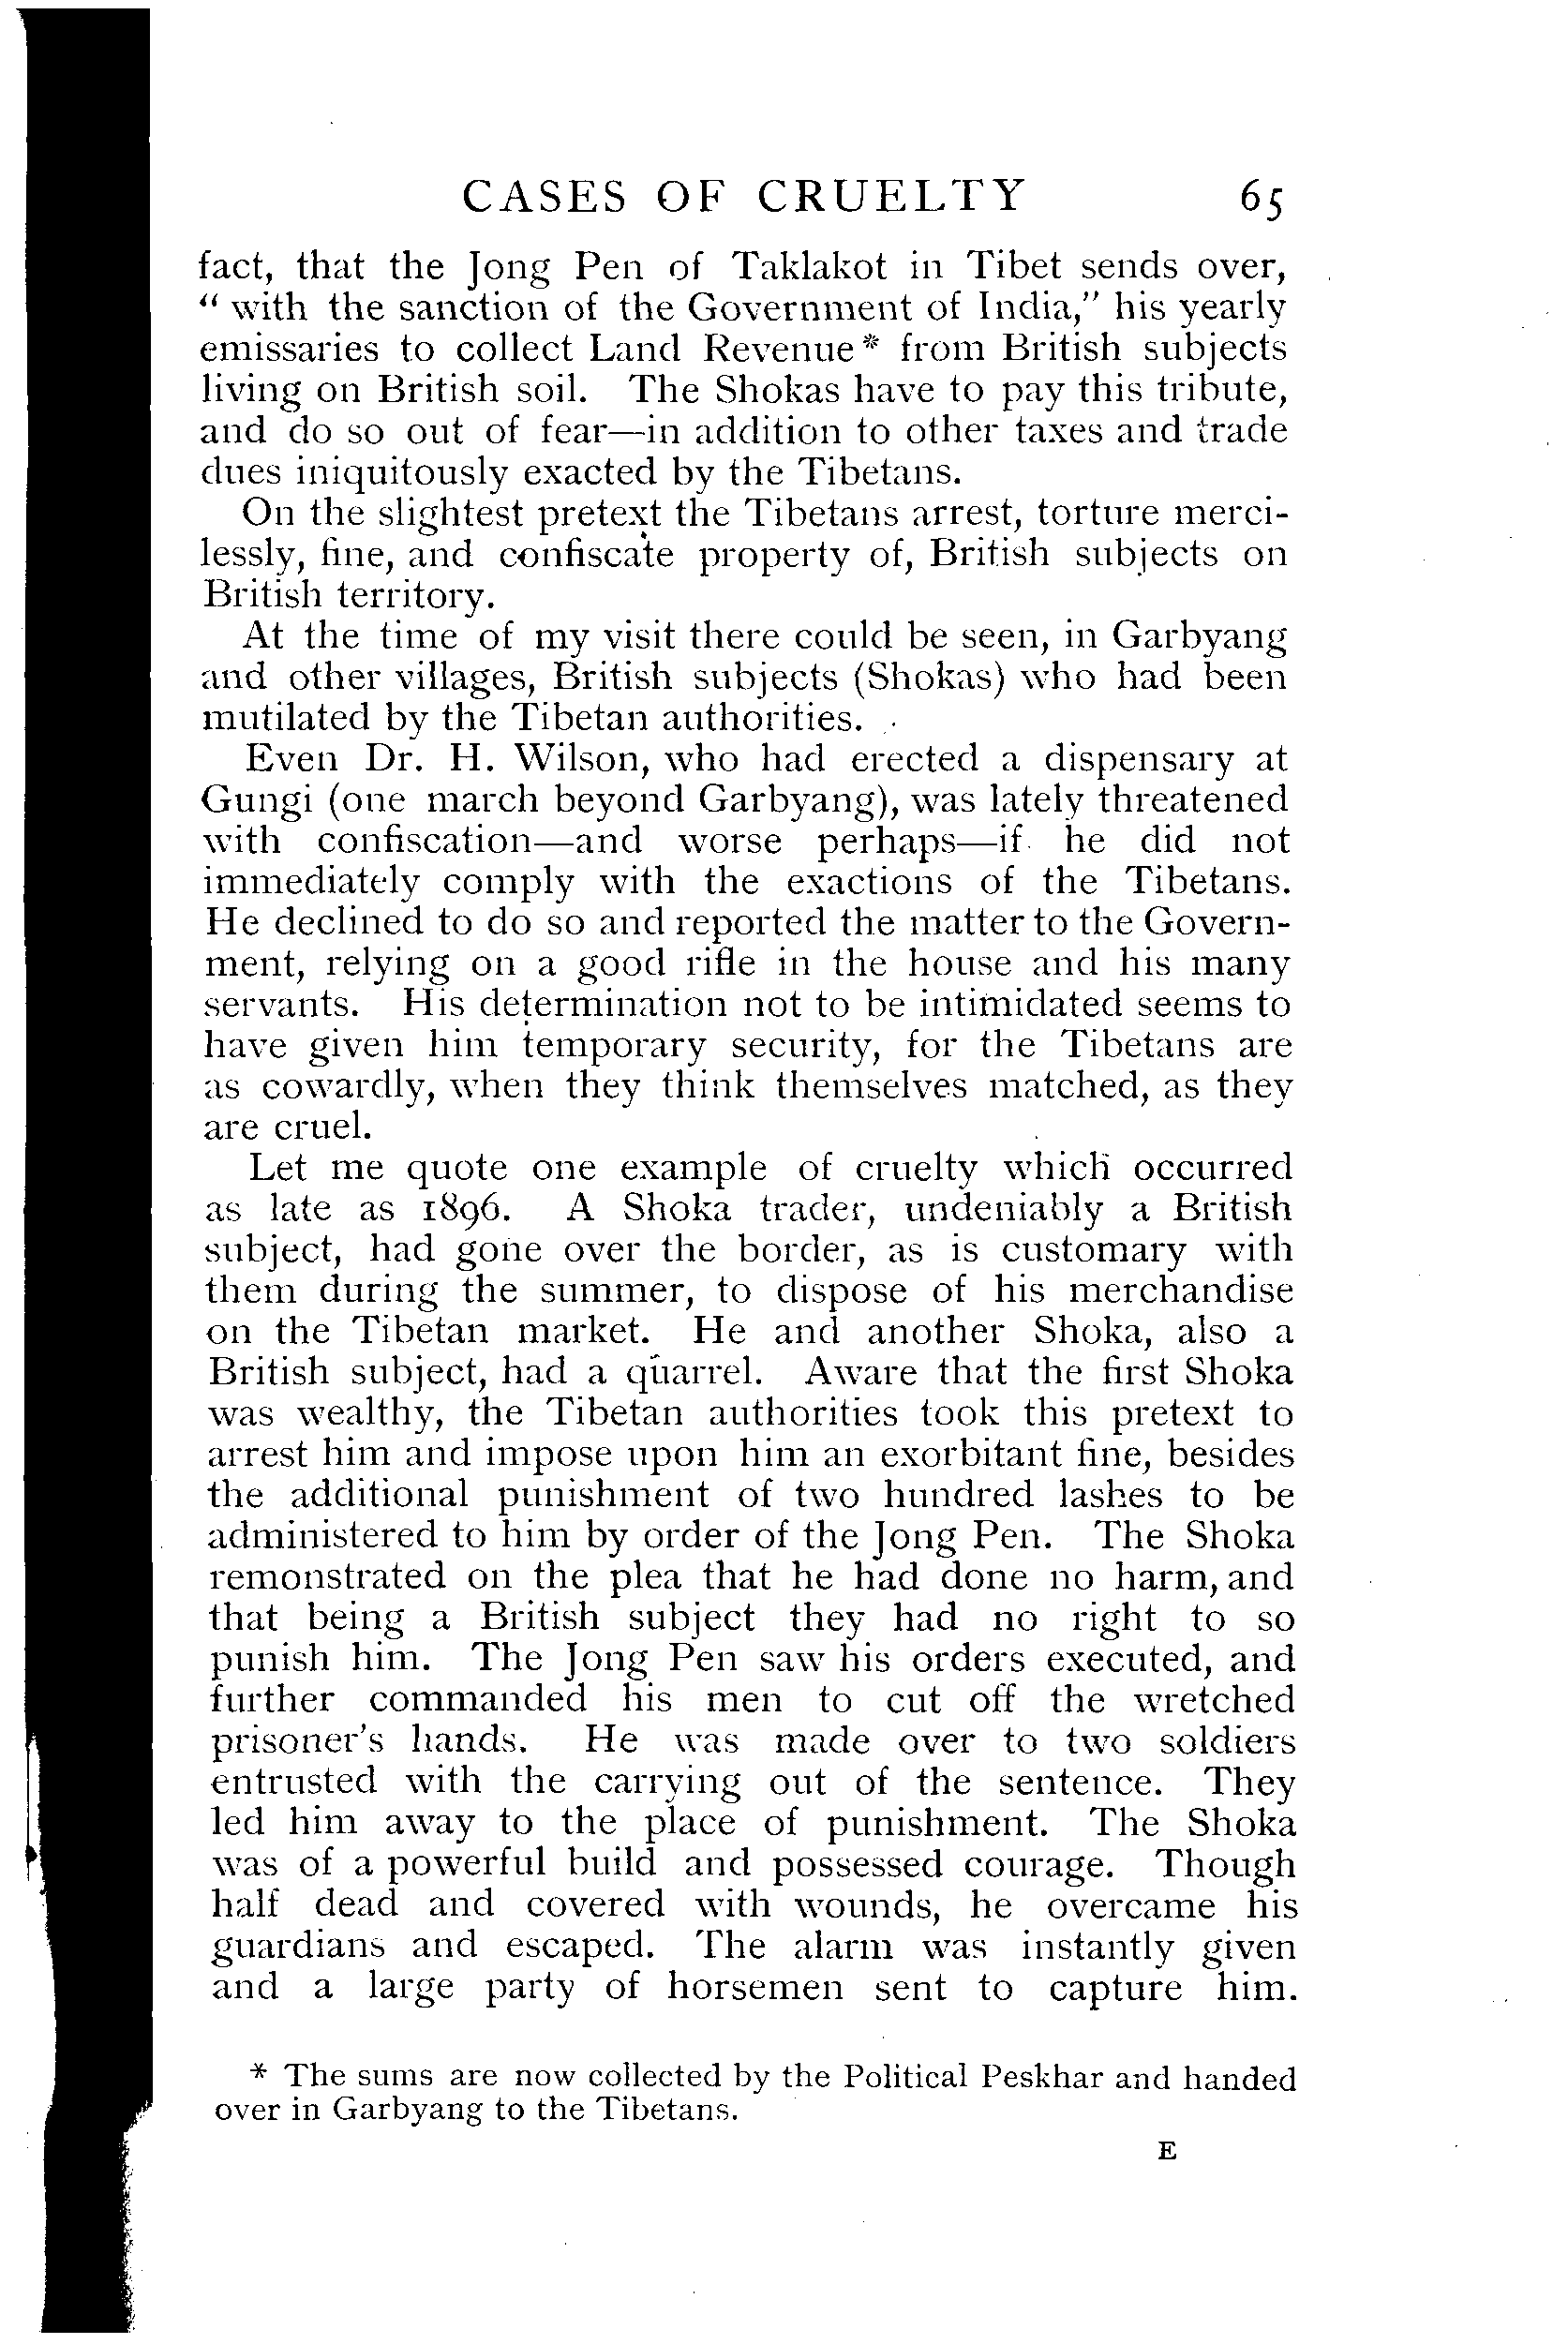 CASES OF CRUELTY 65
fact, that the Jong Pen of Taklakot in Tibet sends over,
“ with the sanction of the Government of India,” his yearly
emissaries to collect Land Revenue * from British subjects
living on British soil. The Shokas have to pay this tribute,
and do so out of fear—in addition to other taxes and trade
dues iniquitously exacted by the Tibetans.
On the slightest pretext the Tibetans arrest, torture merci-
lessly, fine, and confiscate property of, British subjects on
British territory.
At the time of my visit there could be seen, in Garbyang
and other villages, British subjects (Shokas) who had been
mutilated by the Tibetan authorities.
Even Dr. H. Wilson, who had erected a dispensary at
Gungi (one march beyond Garbyang), was lately threatened
with confiscation—and worse perhaps—if he did not
immediately comply with the exactions of the Tibetans.
He declined to do so and reported the matter to the Govern-
ment, relying on a good rifle in the house and his many
servants. His determination not to be intimidated seems to
have given him temporary security, for the Tibetans are
as cowardly, when they think themselves matched, as they
are cruel.
Let me quote one example of cruelty which occurred
as late as 1896. A Shoka trader, undeniably a British
subject, had gone over the border, as is customary with
them during the summer, to dispose of his merchandise
on the Tibetan market. He and another Shoka, also a
British subject, had a quarrel. Aware that the first Shoka
was wealthy, the Tibetan authorities took this pretext to
arrest him and impose upon him an exorbitant fine, besides
the additional punishment of two hundred lashes to be
administered to him by order of the Jong Pen. The Shoka
remonstrated on the plea that he had done no harm, and
that being a British subject they had no right to so
punish him. The Jong Pen saw his orders executed, and
further commanded his men to cut off the wretched
prisoner's hands. He was made over to two soldiers
entrusted with the carrying out of the sentence. They
led him away to the place of punishment. The Shoka
was of a powerful build and possessed courage. Though
half dead and covered with wounds, he overcame his
guardians and escaped. The alarm was instantly given
and a large party of horsemen sent to capture him.
* The sums are now collected by the Political Peskhar and handed
over in Garbyang to the Tibetans.
E